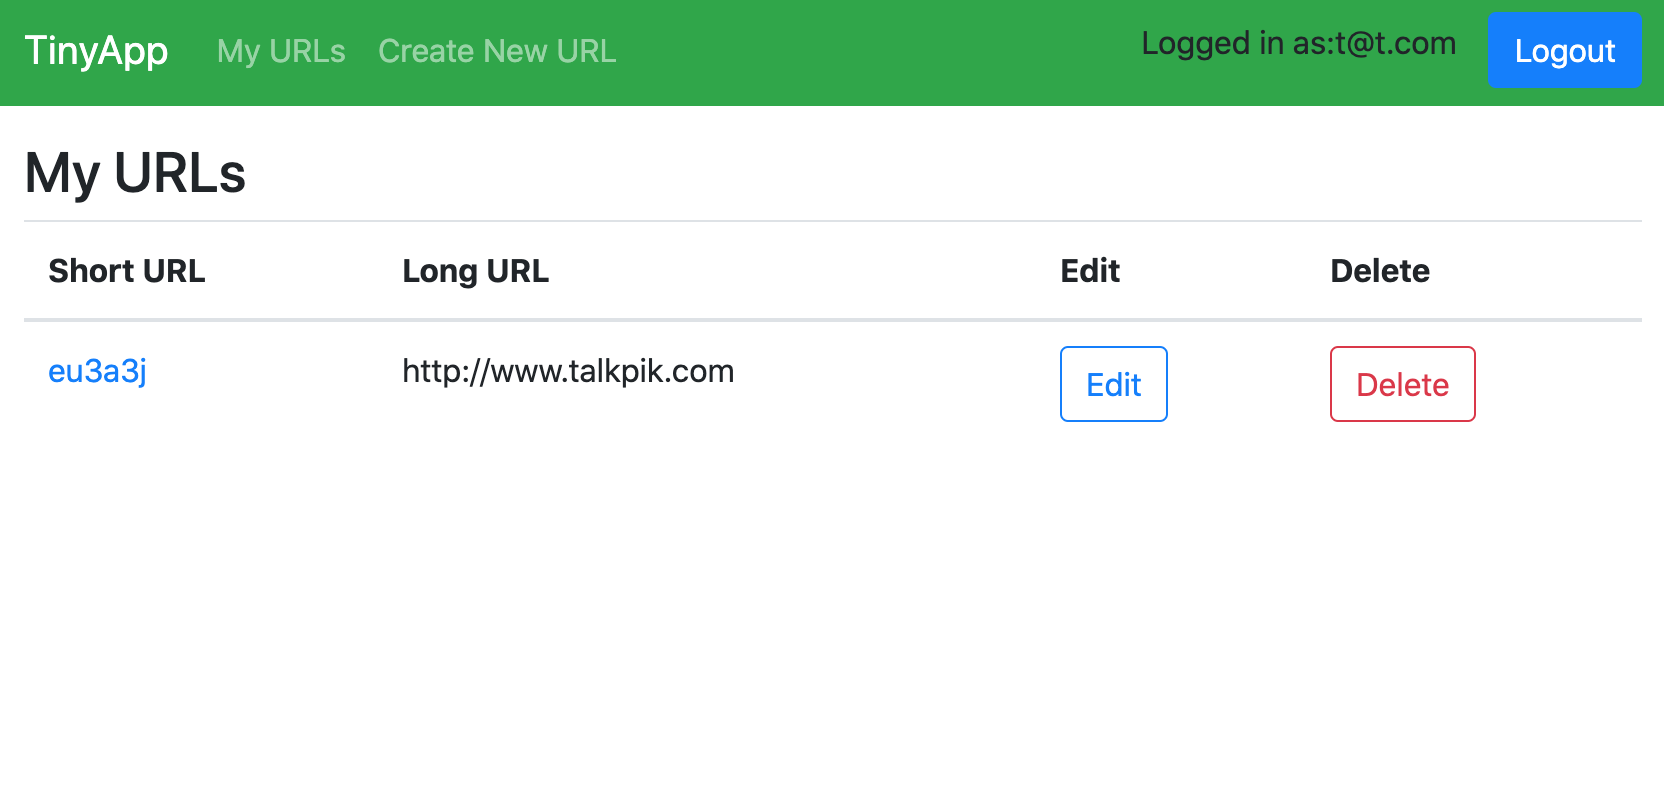 TinyApp My URLs Create New URL Logged in as:t@t.com Logout
My URLs
Short URL Long URL Edit Delete
eu3a3j http://www.talkpik.com Edit Delete